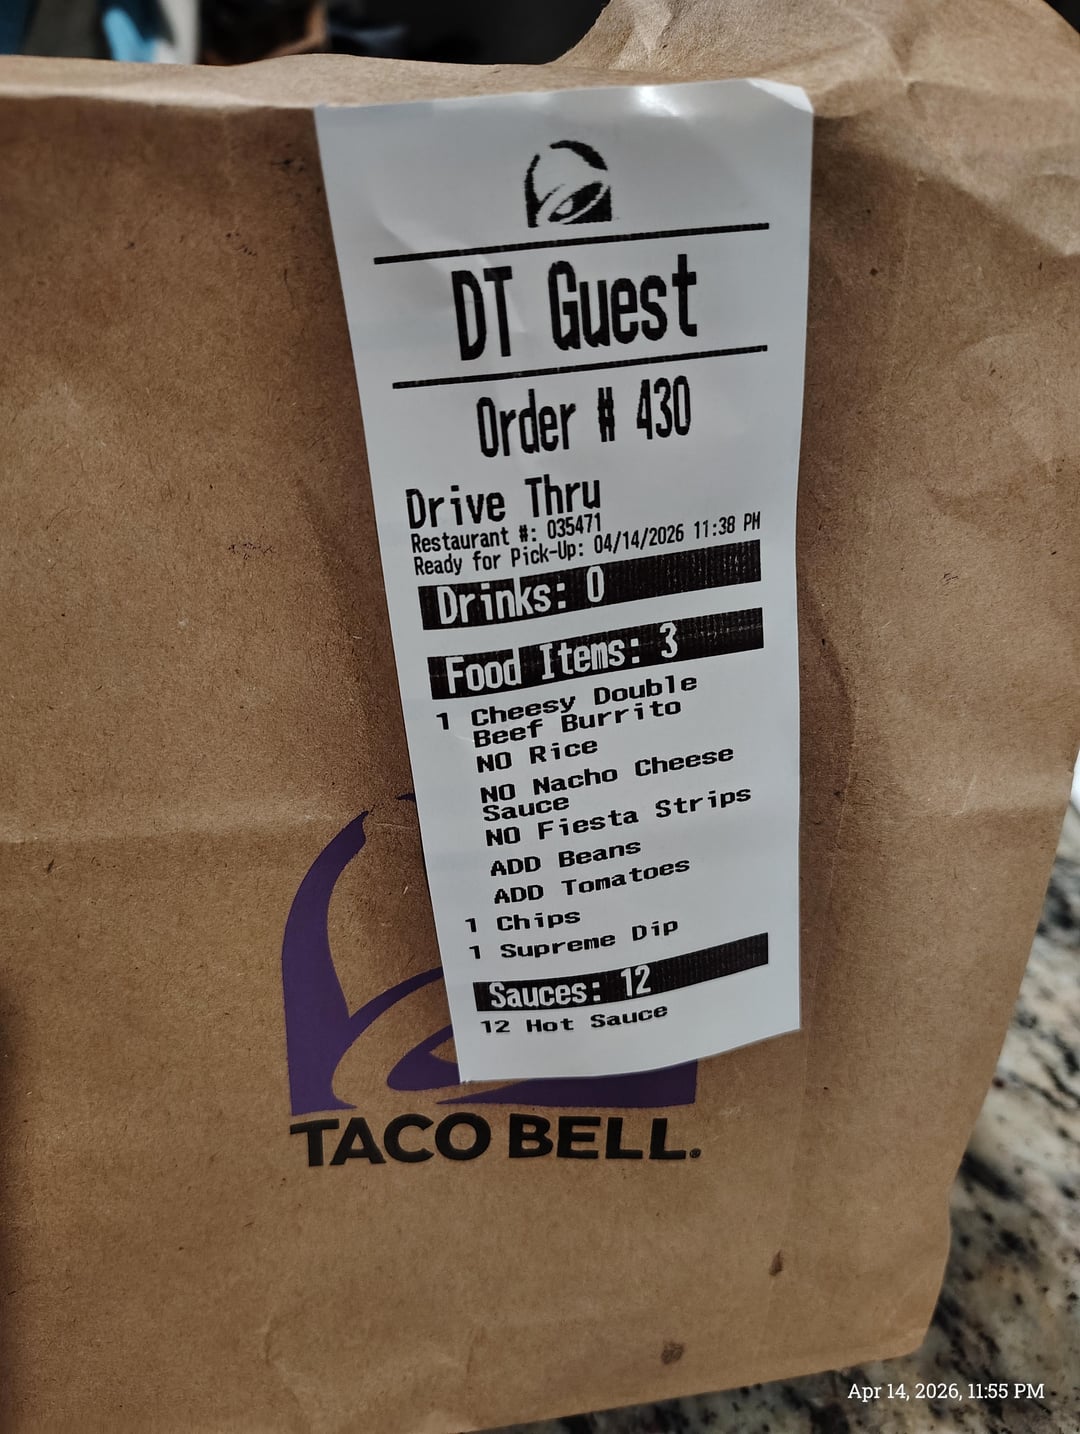 DT Guest
Order # 430
Drive Thru
Restaurant #: 035471
Ready for Pick-Up: 04/14/2026 11:38 PM
Drinks: 0
Food Items: 3
1 Cheesy Double
Beef Burrito
NO Rice
NO Nacho Cheese
Sauce
NO Fiesta Strips
ADD Beans
ADD Tomatoes
1 Chips
1 Supreme Dip
Sauces: 12
12 Hot Sauce
TACO BELL.
Apr 14, 2026, 11:55 PM